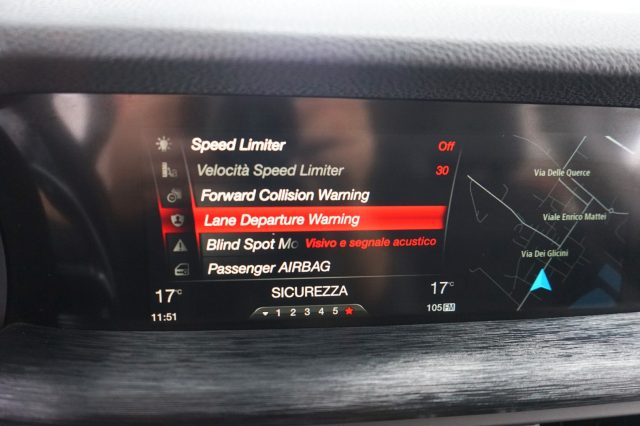 Speed Limiter Off
Velocità Speed Limiter 30
Forward Collision Warning
Lane Departure Warning
Blind Spot Mo Visivo e segnale acustico
Passenger AIRBAG
17°C SICUREZZA 17°C
11:51 1 2 3 4 5 105 FM
Via Delle Querce
Viale Enrico Mattei
Via Dei Glicini